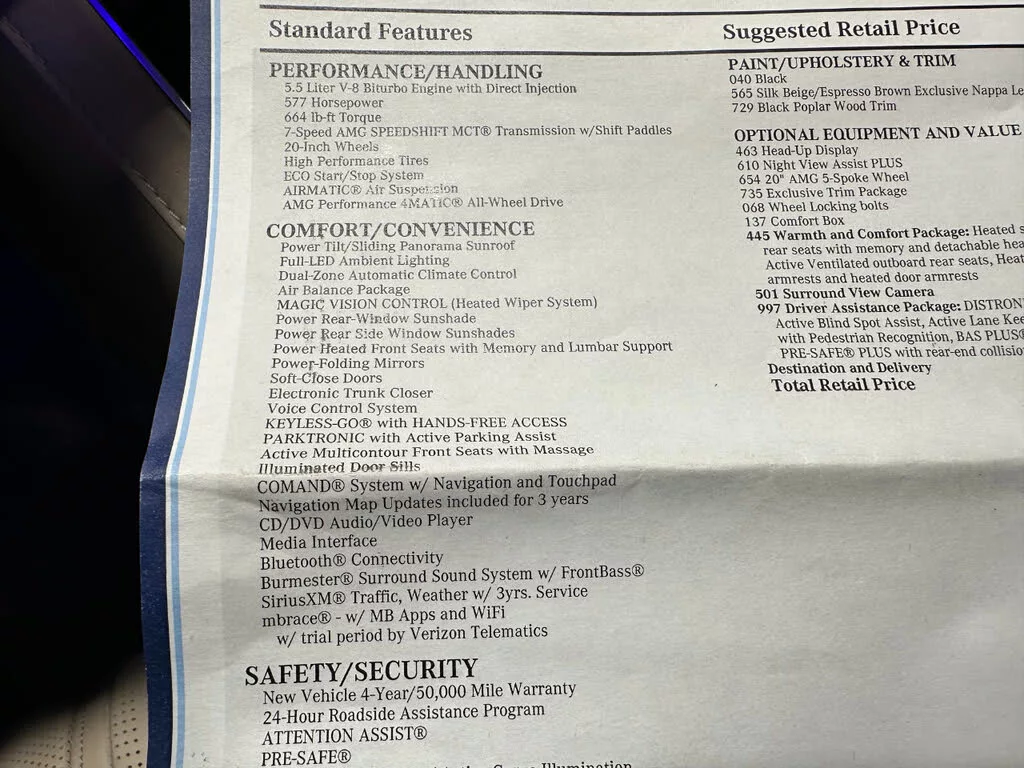 Standard Features
PERFORMANCE/HANDLING
5.5 Liter V-8 Biturbo Engine with Direct Injection
577 Horsepower
664 lb-ft Torque
7-Speed AMG SPEEDSHIFT MCT® Transmission w/Shift Paddles
20-Inch Wheels
High Performance Tires
ECO Start/Stop System
AIRMATIC® Air Suspension
AMG Performance 4MATIC® All-Wheel Drive
COMFORT/CONVENIENCE
Power Tilt/Sliding Panorama Sunroof
Full-LED Ambient Lighting
Dual-Zone Automatic Climate Control
Air Balance Package
MAGIC VISION CONTROL (Heated Wiper System)
Power Rear-Window Sunshade
Power Rear Side Window Sunshades
Power Heated Front Seats with Memory and Lumbar Support
Power-Folding Mirrors
Soft-Close Doors
Electronic Trunk Closer
Voice Control System
KEYLESS-GO® with HANDS-FREE ACCESS
PARKTRONIC with Active Parking Assist
Active Multicontour Front Seats with Massage
Illuminated Door Sills
COMAND® System w/ Navigation and Touchpad
Navigation Map Updates included for 3 years
CD/DVD Audio/Video Player
Media Interface
Bluetooth® Connectivity
Burmester® Surround Sound System w/ FrontBass®
SiriusXM® Traffic, Weather w/ 3yrs. Service
mbrace® - w/ MB Apps and WiFi
w/ trial period by Verizon Telematics
SAFETY/SECURITY
New Vehicle 4-Year/50,000 Mile Warranty
24-Hour Roadside Assistance Program
ATTENTION ASSIST®
PRE-SAFE®
Illumination
Suggested Retail Price
PAINT/UPHOLSTERY & TRIM
040 Black
565 Silk Beige/Espresso Brown Exclusive Nappa Le
729 Black Poplar Wood Trim
OPTIONAL EQUIPMENT AND VALUE
463 Head-Up Display
610 Night View Assist PLUS
654 20" AMG 5-Spoke Wheel
735 Exclusive Trim Package
068 Wheel Locking bolts
137 Comfort Box
445 Warmth and Comfort Package: Heated s
rear seats with memory and detachable hea
Active Ventilated outboard rear seats, Heat
armrests and heated door armrests
501 Surround View Camera
997 Driver Assistance Package: DISTRON
Active Blind Spot Assist, Active Lane Kee
with Pedestrian Recognition, BAS PLUS®
PRE-SAFE® PLUS with rear-end collisio
Destination and Delivery
Total Retail Price